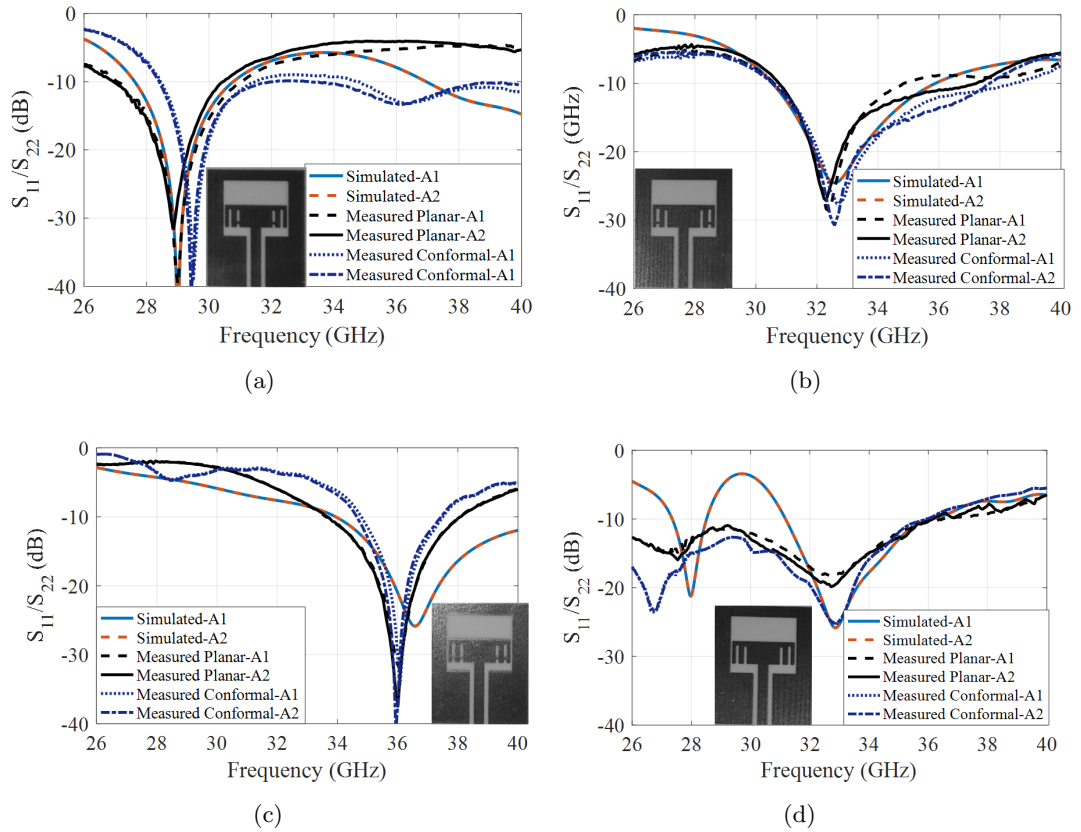 0
-10
-20
-30
-40
S11/S22 (dB)
26 28 30 32 34 36 38 40
Frequency (GHz)
Simulated-A1
Simulated-A2
Measured Planar-A1
Measured Planar-A2
Measured Conformal-A1
Measured Conformal-A1
(a)
0
-10
-20
-30
-40
S11/S22 (GHz)
26 28 30 32 34 36 38 40
Frequency (GHz)
Simulated-A1
Simulated-A2
Measured Planar-A1
Measured Planar-A2
Measured Conformal-A1
Measured Conformal-A2
(b)
0
-10
-20
-30
-40
S11/S22 (dB)
26 28 30 32 34 36 38 40
Frequency (GHz)
Simulated-A1
Simulated-A2
Measured Planar-A1
Measured Planar-A2
Measured Conformal-A1
Measured Conformal-A2
(c)
0
-10
-20
-30
-40
S11/S22 (dB)
26 28 30 32 34 36 38 40
Frequency (GHz)
Simulated-A1
Simulated-A2
Measured Planar-A1
Measured Planar-A2
Measured Conformal-A1
Measured Conformal-A2
(d)